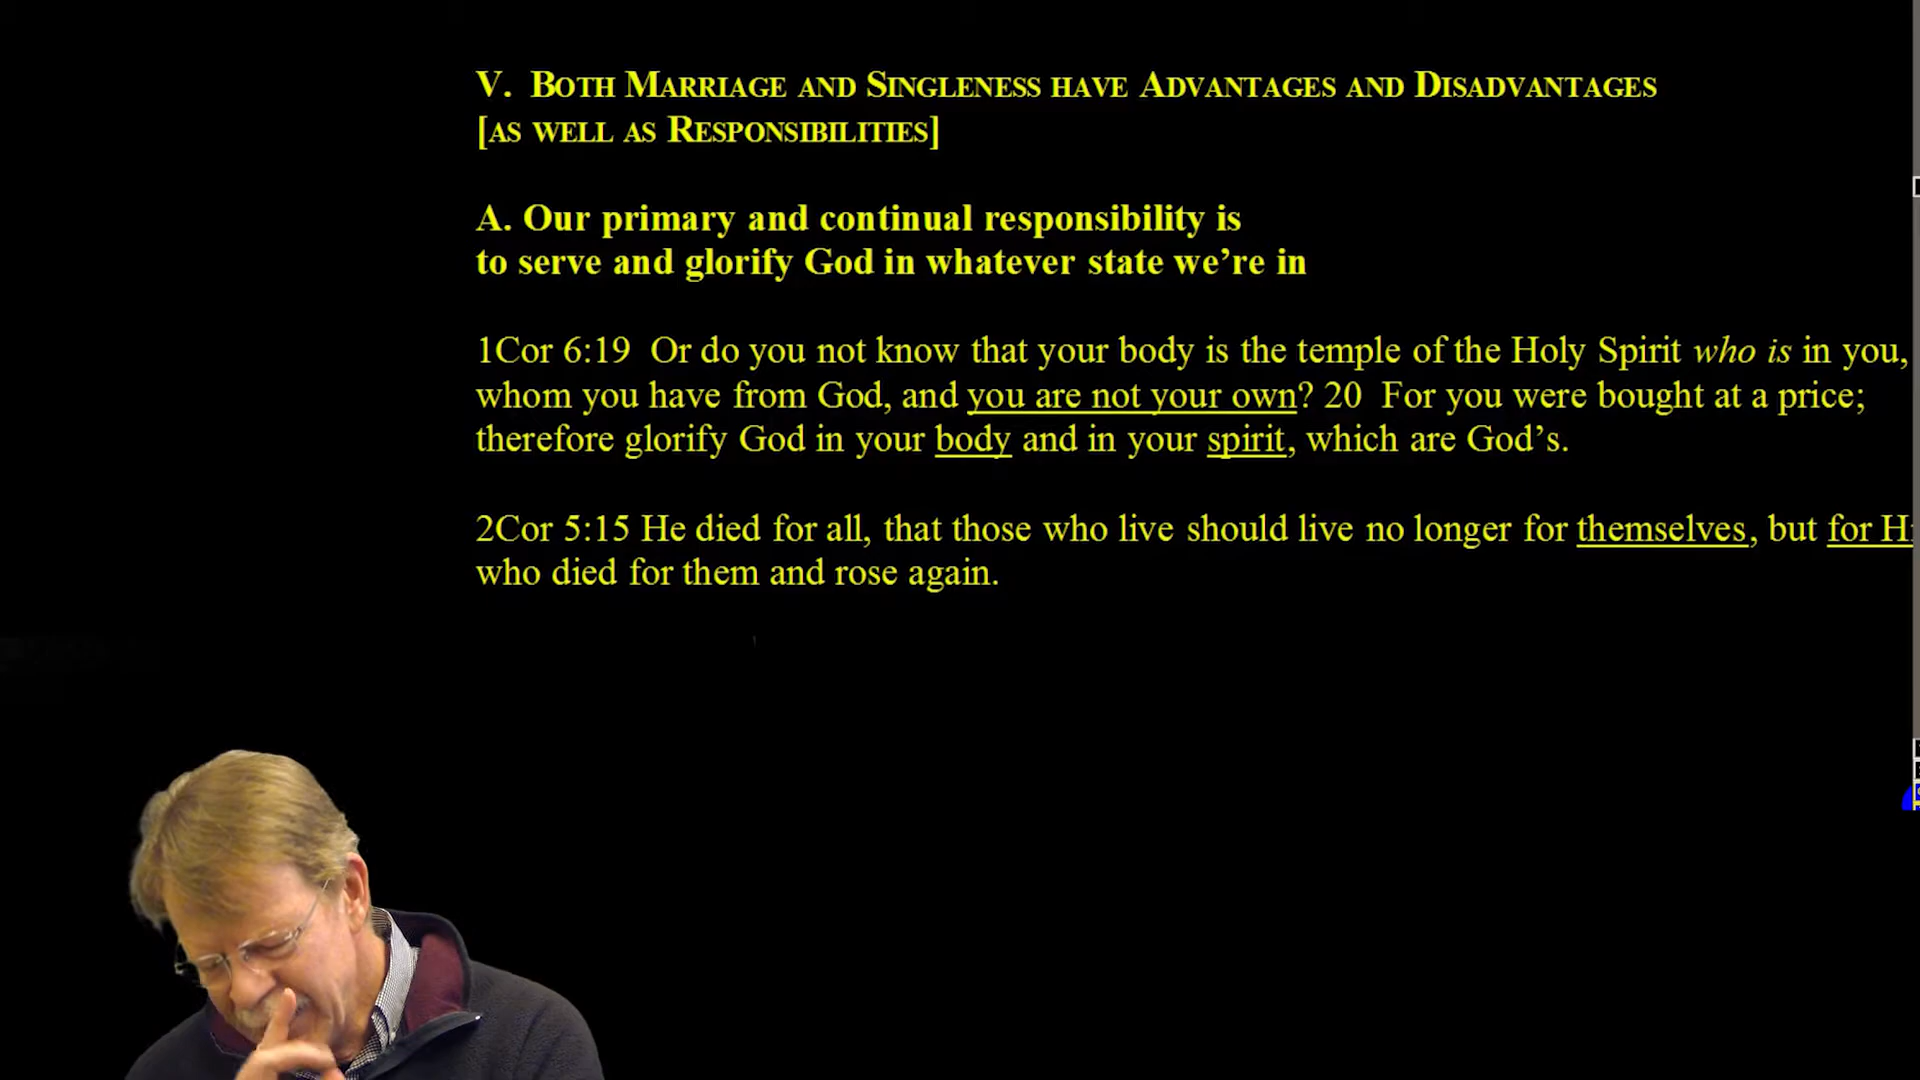 V. BOTH MARRIAGE AND SINGLENESS HAVE ADVANTAGES AND DISADVANTAGES
[AS WELL AS RESPONSIBILITIES]
A. Our primary and continual responsibility is
to serve and glorify God in whatever state we’re in
1Cor 6:19 Or do you not know that your body is the temple of the Holy Spirit who is in you,
whom you have from God, and you are not your own? 20 For you were bought at a price;
therefore glorify God in your body and in your spirit, which are God’s.
2Cor 5:15 He died for all, that those who live should live no longer for themselves, but for
who died for them and rose again.